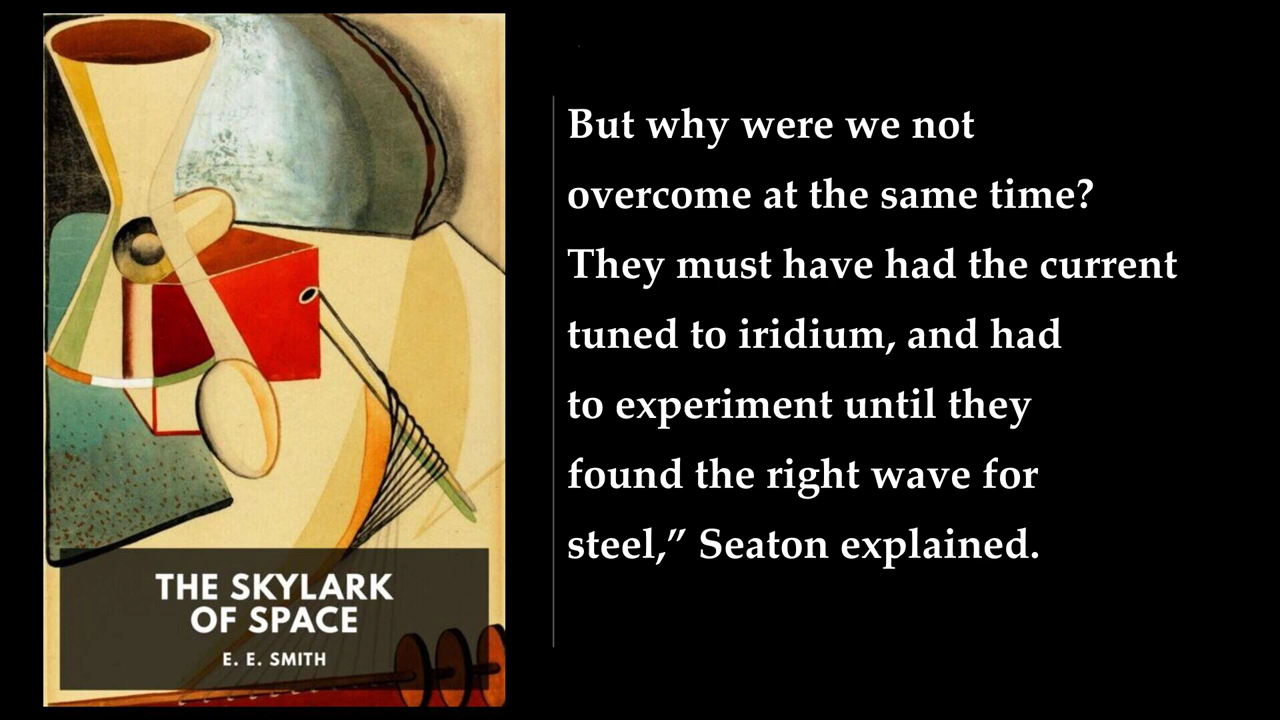 THE SKYLARK
OF SPACE
E. E. SMITH
But why were we not
overcome at the same time?
They must have had the current
tuned to iridium, and had
to experiment until they
found the right wave for
steel,” Seaton explained.